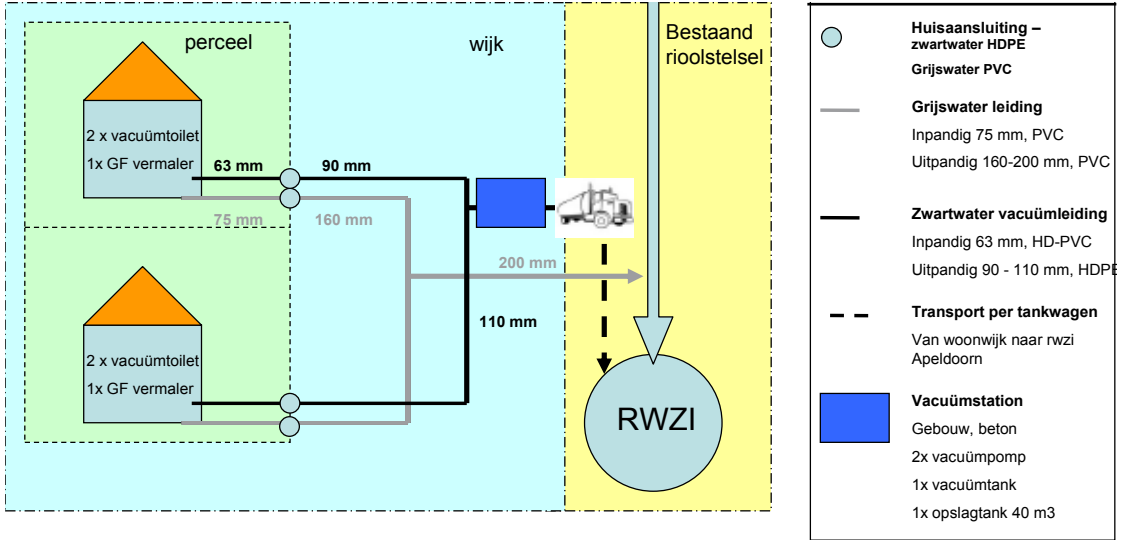 perceel
wijk
Bestaand
rioolstelsel
2 x vacuümtoilet
1x GF vermaler
63 mm
90 mm
75 mm
160 mm
200 mm
110 mm
2 x vacuümtoilet
1x GF vermaler
RWZI
Huisaansluiting –
zwartwater HDPE
Grijswater PVC
Grijswater leiding
Inpandig 75 mm, PVC
Uitpandig 160-200 mm, PVC
Zwartwater vacuümleiding
Inpandig 63 mm, HD-PVC
Uitpandig 90 - 110 mm, HDPE
Transport per tankwagen
Van woonwijk naar rwzi
Apeldoorn
Vacuümstation
Gebouw, beton
2x vacuümpomp
1x vacuümtank
1x opslagtank 40 m3